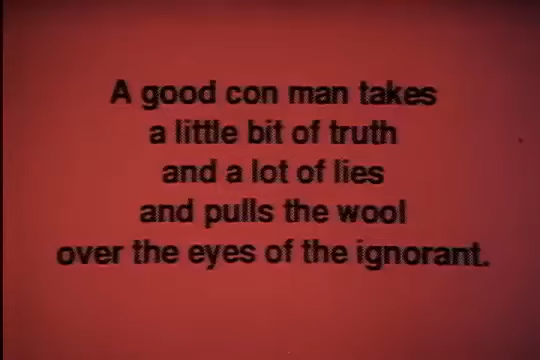 A good con man takes
a little bit of truth
and a lot of lies
and pulls the wool
over the eyes of the ignorant.